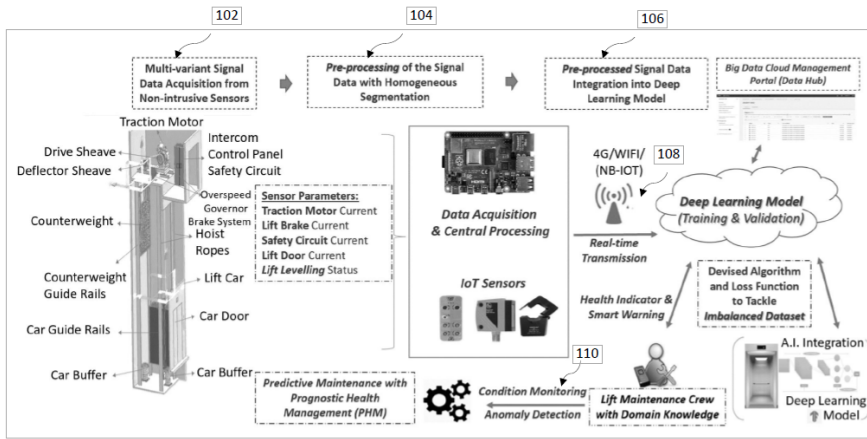 102
104
106
Multi-variant Signal
Data Acquisition from
Non-intrusive Sensors
Pre-processing of the Signal
Data with Homogeneous
Segmentation
Pre-processed Signal Data
Integration into Deep
Learning Model
Big Data Cloud Management
Portal (Data Hub)
Traction Motor
Drive Sheave
Deflector Sheave
Counterweight
Counterweight
Guide Rails
Car Guide Rails
Car Buffer
Intercom
Control Panel
Safety Circuit
Overspeed
Governor
Brake System
Hoist
Ropes
Lift Car
Car Door
Car Buffer
Sensor Parameters:
Traction Motor Current
Lift Brake Current
Safety Circuit Current
Lift Door Current
Lift Levelling Status
Data Acquisition
& Central Processing
IoT Sensors
4G/WIFI/
(NB-IOT)
108
Real-time
Transmission
Deep Learning Model
(Training & Validation)
Health Indicator &
Smart Warning
Devised Algorithm
and Loss Function
to Tackle
Imbalanced Dataset
A.I. Integration
Deep Learning
Model
110
Predictive Maintenance with
Prognostic Health
Management (PHM)
Condition Monitoring
Anomaly Detection
Lift Maintenance Crew
with Domain Knowledge